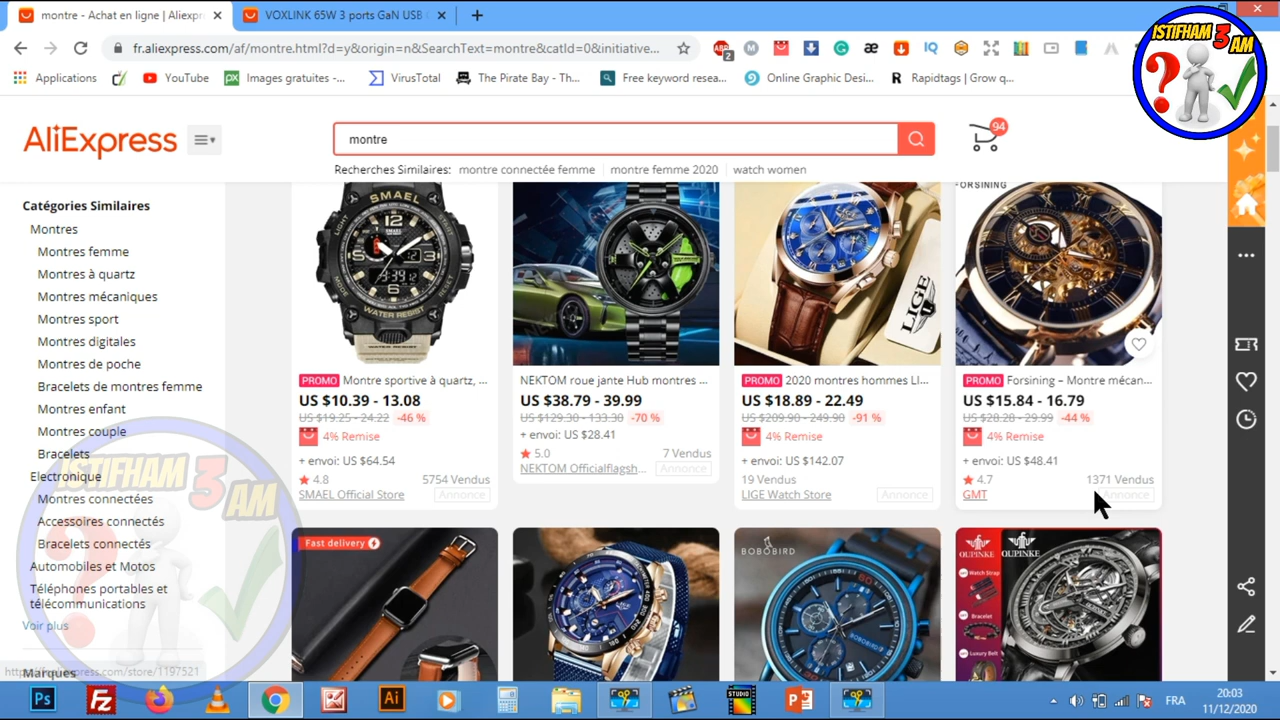 montre - Achat en ligne | Aliexpr
VOXLINK 65W 3 ports GaN USB
fr.aliexpress.com/af/montre.html?d=y&origin=n&SearchText=montre&catId=0&initiative...
Applications
YouTube
Images gratuites -...
VirusTotal
The Pirate Bay - Th...
Free keyword resea...
Online Graphic Desi...
Rapidtags | Grow q...
ISTIFHAM 3 AM
AliExpress
montre
94
Recherches Similaires: montre connectée femme montre femme 2020 watch women
Catégories Similaires
Montres
Montres femme
Montres à quartz
Montres mécaniques
Montres sport
Montres digitales
Montres de poche
Bracelets de montres femme
Montres enfant
Montres couple
Bracelets
Electronique
Montres connectées
Accessoires connectés
Bracelets connectés
Automobiles et Motos
Téléphones portables et
télécommunications
Voir plus
Marques
ISTIFHAM 3 AM
SMAEL
LIGHT
MODE
WATER RESIST
PROMO Montre sportive à quartz, ...
US $10.39 - 13.08
US $19.25 - 24.22 -46 %
4% Remise
+ envoi: US $64.54
4.8 5754 Vendus
SMAEL Official Store Annonce
NEKTOM roue jante Hub montres ...
US $38.79 - 39.99
US $129.30 - 133.30 -70 %
+ envoi: US $28.41
5.0 7 Vendus
NEKTOM Officialflagsh... Annonce
LIGE
PROMO 2020 montres hommes LI...
US $18.89 - 22.49
US $209.90 - 249.90 -91 %
4% Remise
+ envoi: US $142.07
19 Vendus
LIGE Watch Store Annonce
FORSINING
PROMO Forsining – Montre mécan...
US $15.84 - 16.79
US $28.28 - 29.99 -44 %
4% Remise
+ envoi: US $48.41
4.7 1371 Vendus
GMT Annonce
Fast delivery
BOBOBIRD
BOBOBIRD
OUPINKE
OUPINKE
Watch Strap
Bracelet
Luxury Bolt
FRA
20:03
11/12/2020